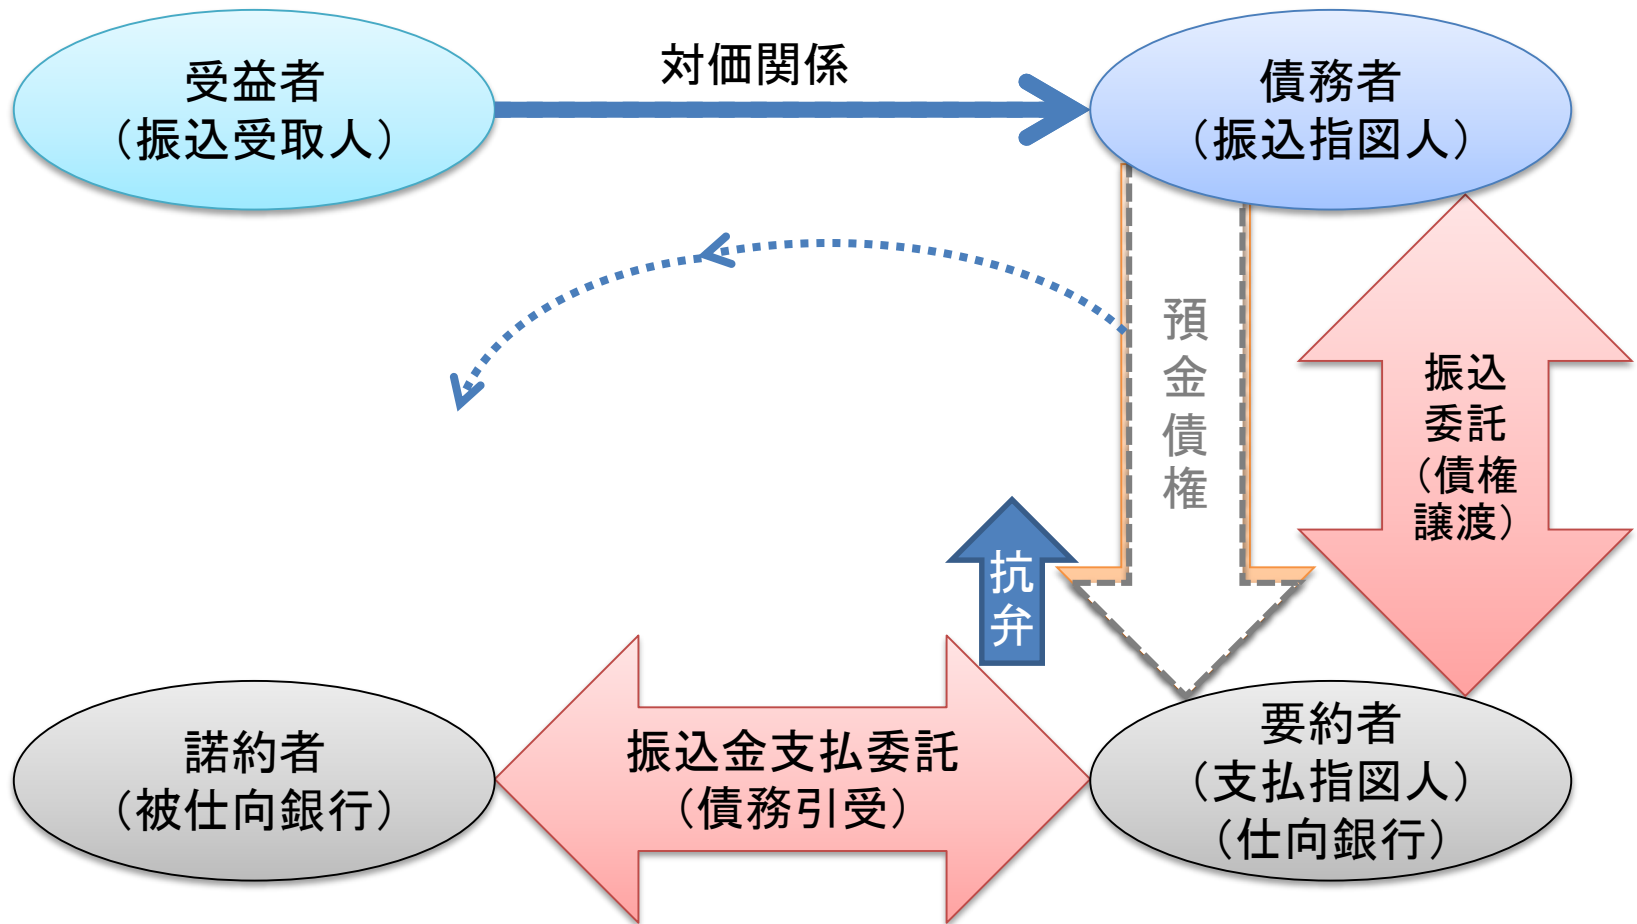 受益者
（振込受取人）
対価関係
債務者
（振込指図人）
預金債権
振込
委託
（債権
譲渡）
抗弁
諾約者
（被仕向銀行）
振込金支払委託
（債務引受）
要約者
（支払指図人）
（仕向銀行）